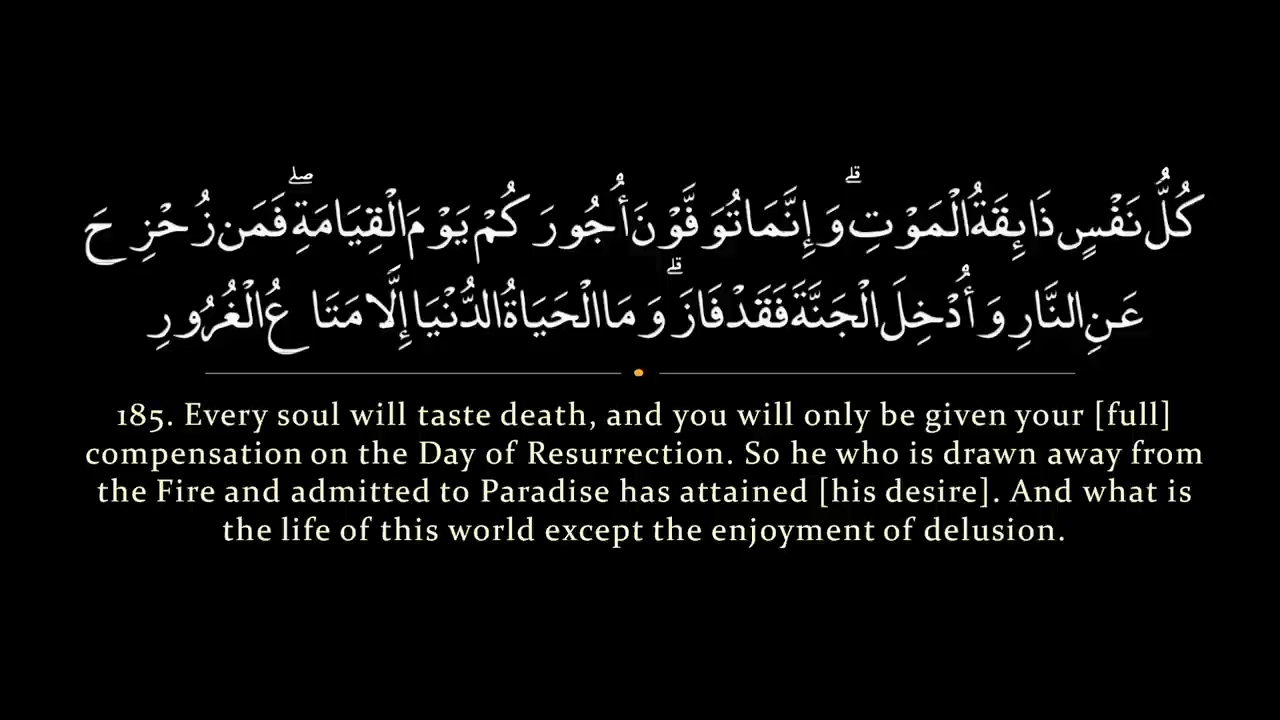 كُلُّ نَفْسٍ ذَائِقَةُ الْمَوْتِ ۗ وَإِنَّمَا تُوَفَّوْنَ أُجُورَكُمْ يَوْمَ الْقِيَامَةِ ۖ فَمَن زُحْزِحَ
عَنِ النَّارِ وَأُدْخِلَ الْجَنَّةَ فَقَدْ فَازَ ۗ وَمَا الْحَيَاةُ الدُّنْيَا إِلَّا مَتَاعُ الْغُرُورِ
185. Every soul will taste death, and you will only be given your [full]
compensation on the Day of Resurrection. So he who is drawn away from
the Fire and admitted to Paradise has attained [his desire]. And what is
the life of this world except the enjoyment of delusion.